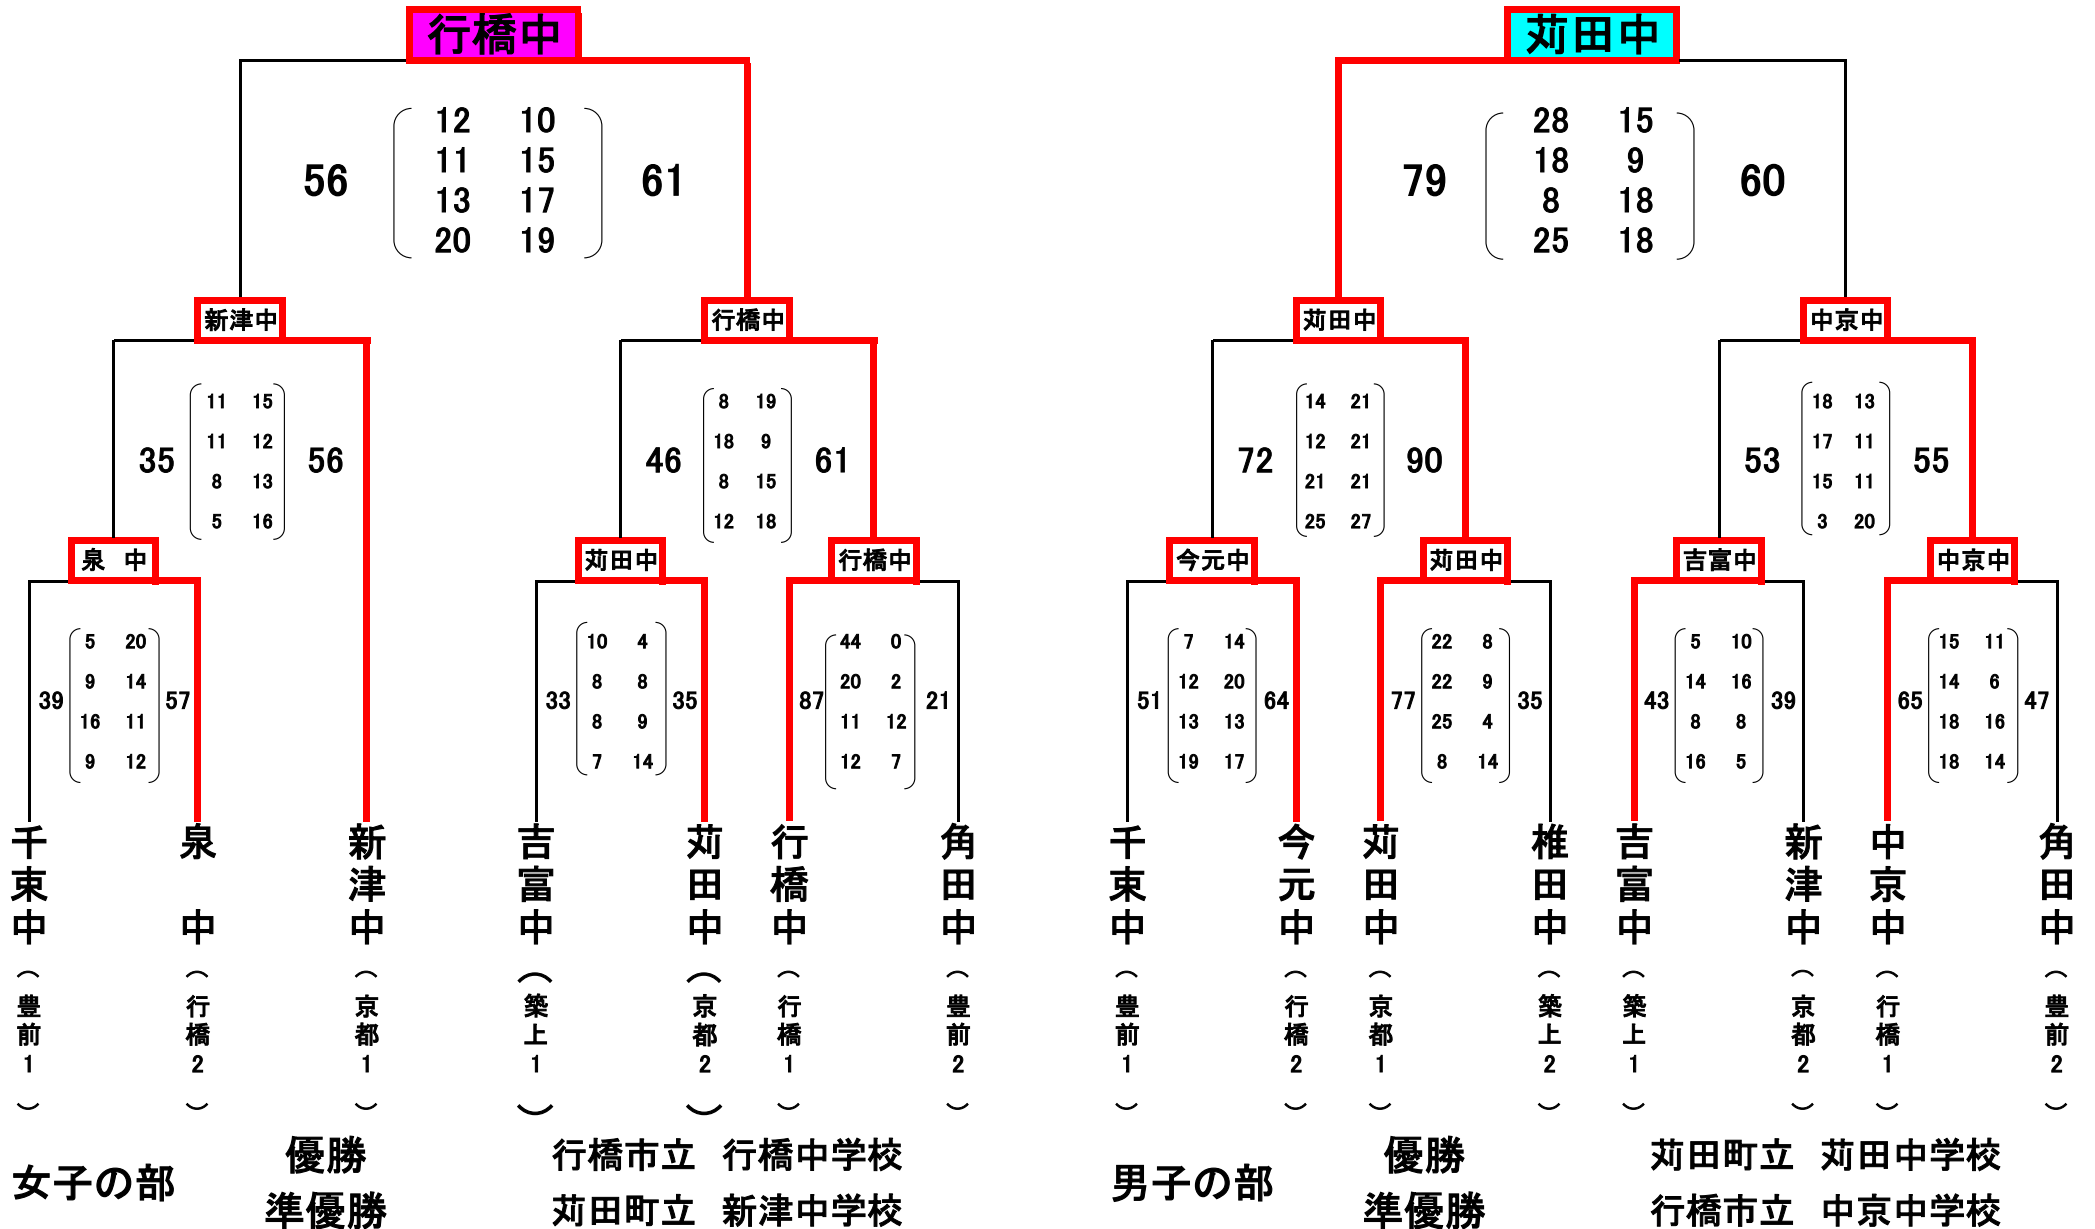 行橋中
12 10
11 15
56 61
13 17
20 19
新津中 行橋中
11 15
11 12
35 56
8 13
5 16
8 19
18 9
46 61
8 15
12 18
泉 中 苅田中 行橋中
5 20
9 14
39 57
16 11
9 12
10 4
8 8
33 35
8 9
7 14
44 0
20 2
87 21
11 12
12 7
千束中(豊前1)
泉 中(行橋2)
新津中(京都1)
吉富中(築上1)
苅田中(京都2)
行橋中(行橋1)
角田中(豊前2)
女子の部
優勝 行橋市立 行橋中学校
準優勝 苅田町立 新津中学校
苅田中
28 15
18 9
79 60
8 18
25 18
苅田中 中京中
14 21
12 21
72 90
21 21
25 27
18 13
17 11
53 55
15 11
3 20
今元中 苅田中 吉富中 中京中
7 14
12 20
51 64
13 13
19 17
22 8
22 9
77 35
25 4
8 14
5 10
14 16
43 39
8 8
16 5
15 11
14 6
65 47
18 16
18 14
千束中(豊前1)
今元中(行橋2)
苅田中(京都1)
椎田中(築上2)
吉富中(築上1)
新津中(京都2)
中京中(行橋1)
角田中(豊前2)
男子の部
優勝 苅田町立 苅田中学校
準優勝 行橋市立 中京中学校